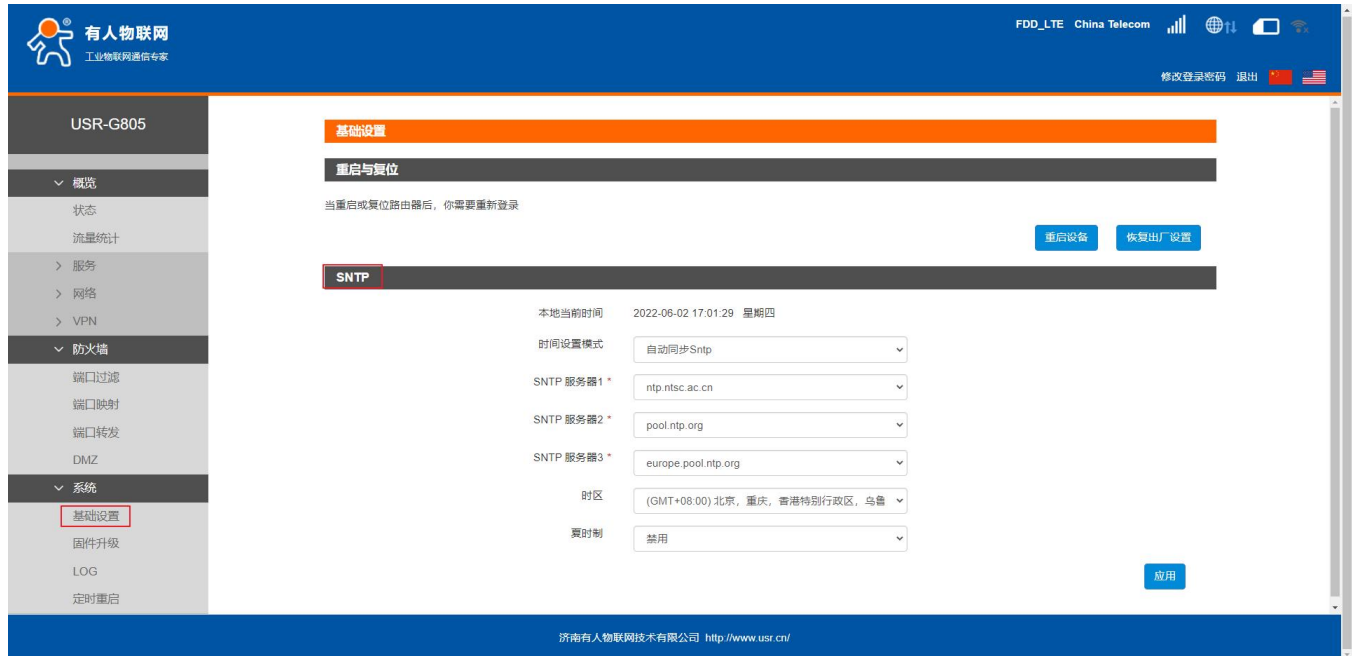 有人物联网
工业物联网通信专家
FDD_LTE China Telecom
修改登录密码 退出
USR-G805
概览
状态
流量统计
服务
网络
VPN
防火墙
端口过滤
端口映射
端口转发
DMZ
系统
基础设置
固件升级
LOG
定时重启
基础设置
重启与复位
当重启或复位路由器后，你需要重新登录
重启设备 恢复出厂设置
SNTP
本地当前时间 2022-06-02 17:01:29 星期四
时间设置模式 自动同步Sntp
SNTP 服务器1 * ntp.ntsc.ac.cn
SNTP 服务器2 * pool.ntp.org
SNTP 服务器3 * europe.pool.ntp.org
时区 (GMT+08:00) 北京，重庆，香港特别行政区，乌鲁
夏时制 禁用
应用
济南有人物联网技术有限公司 http://www.usr.cn/